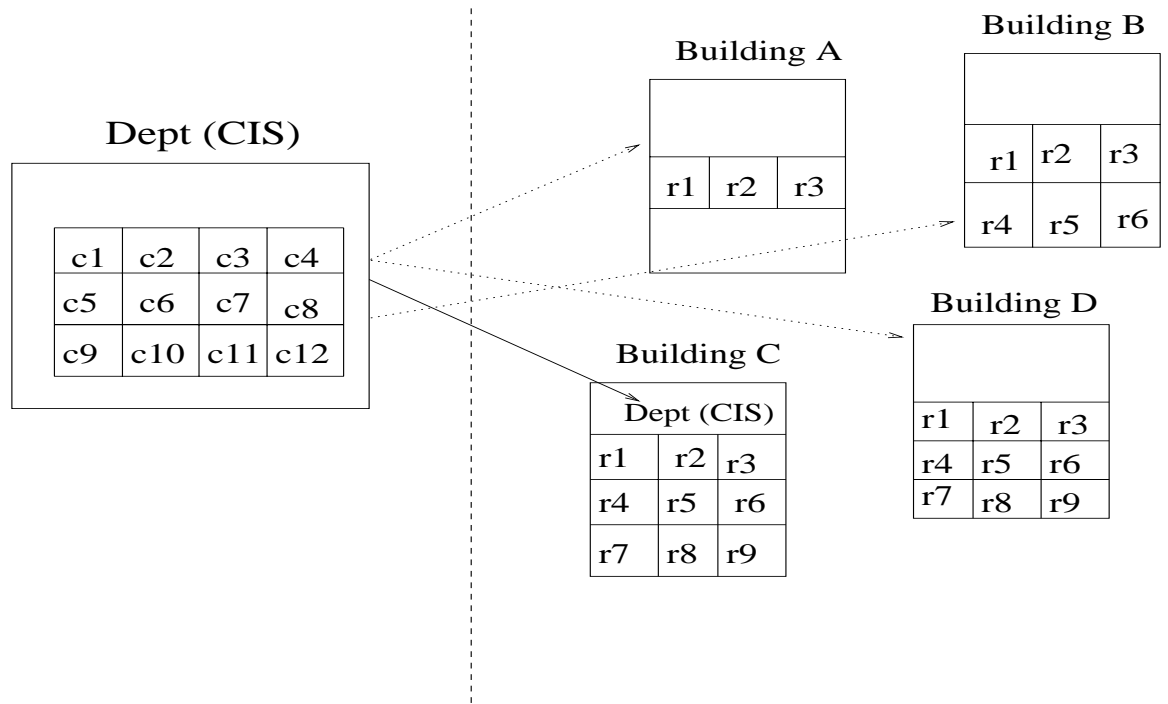 Dept (CIS)
c1 c2 c3 c4
c5 c6 c7 c8
c9 c10 c11 c12
Building A
r1 r2 r3
Building B
r1 r2 r3
r4 r5 r6
Building C
Dept (CIS)
r1 r2 r3
r4 r5 r6
r7 r8 r9
Building D
r1 r2 r3
r4 r5 r6
r7 r8 r9